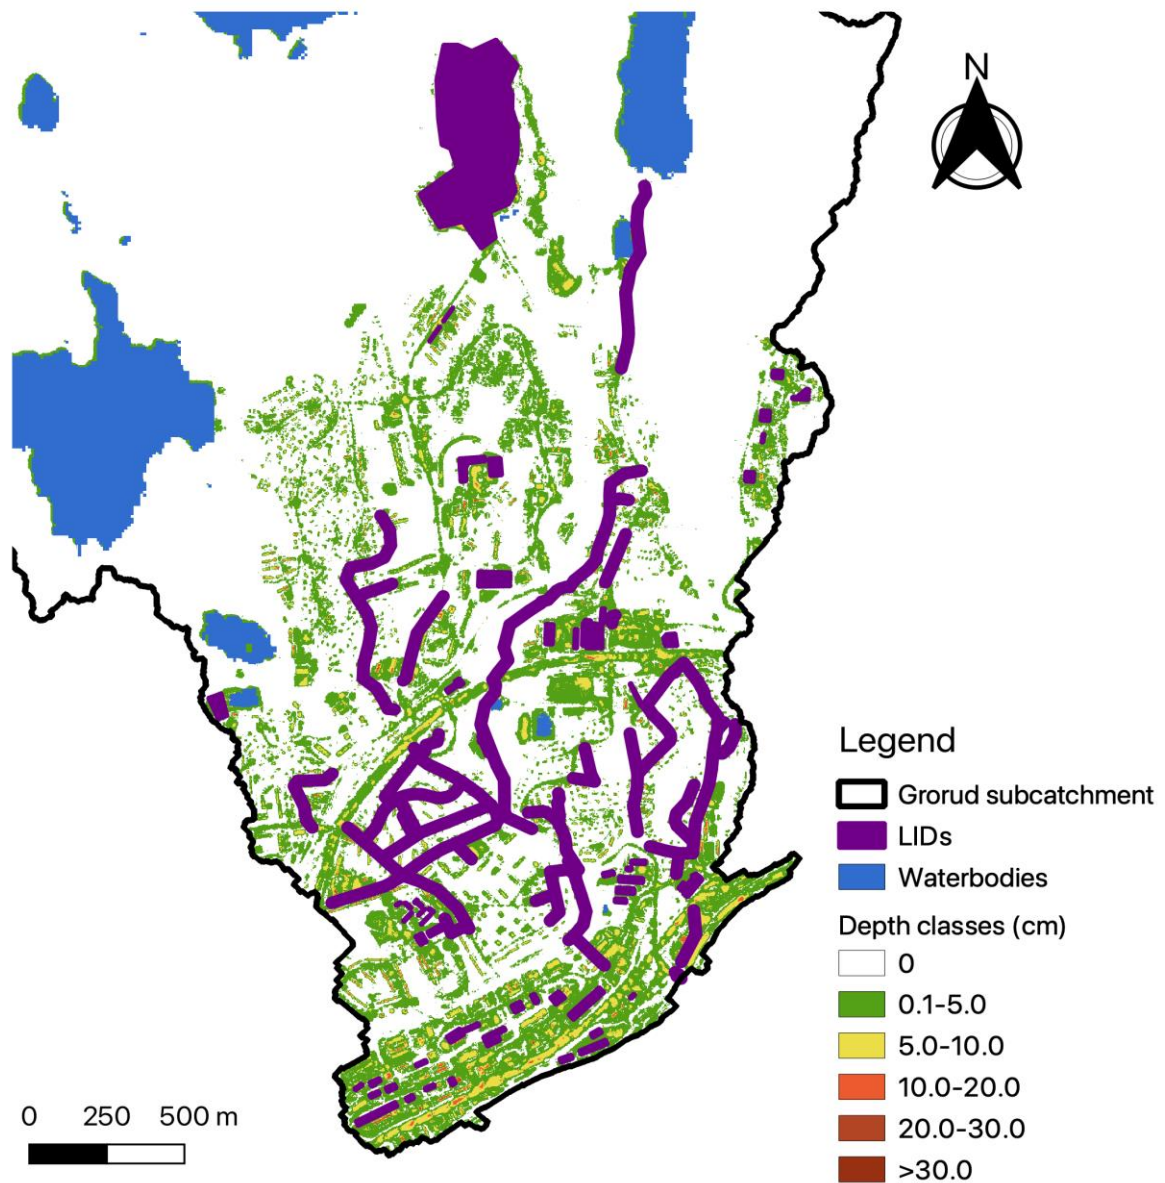 N
Legend
Grorud subcatchment
LIDs
Waterbodies
Depth classes (cm)
0
0.1-5.0
5.0-10.0
10.0-20.0
20.0-30.0
>30.0
0 250 500 m